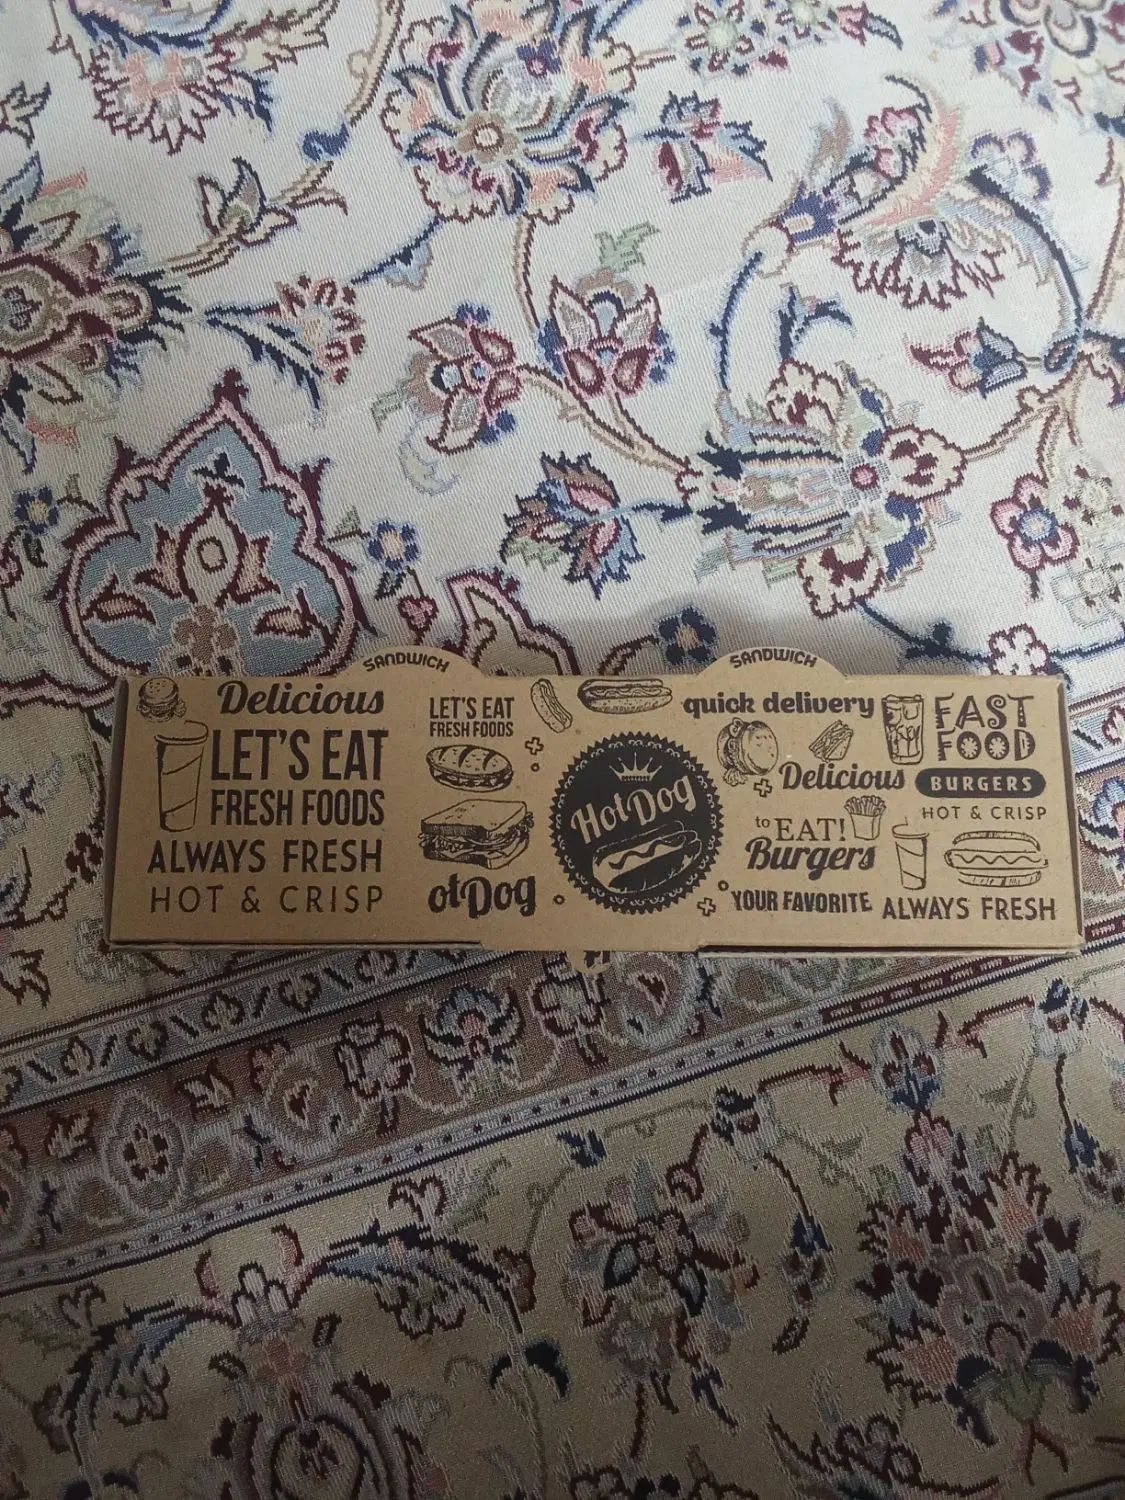 SANDWICH
SANDWICH
Delicious
LET'S EAT
FRESH FOODS
ALWAYS FRESH
HOT & CRISP
LET'S EAT
FRESH FOODS
otDog
HotDog
quick delivery
Delicious
to EAT!
Burgers
YOUR FAVORITE
FAST
FOOD
BURGERS
HOT & CRISP
ALWAYS FRESH